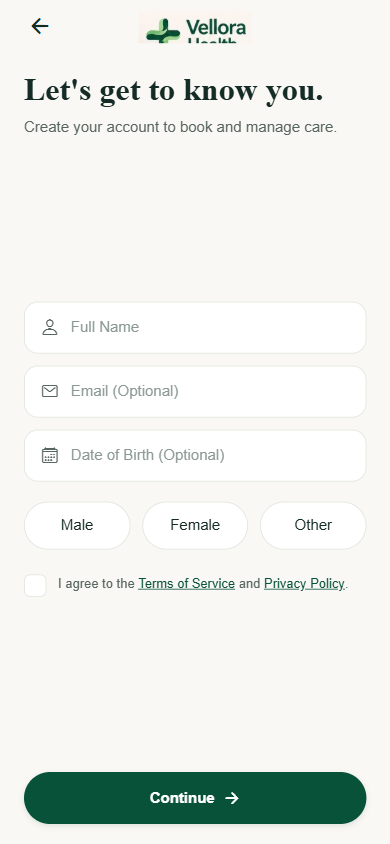 Vellora
Health
Let's get to know you.
Create your account to book and manage care.
Full Name
Email (Optional)
Date of Birth (Optional)
Male
Female
Other
I agree to the Terms of Service and Privacy Policy.
Continue